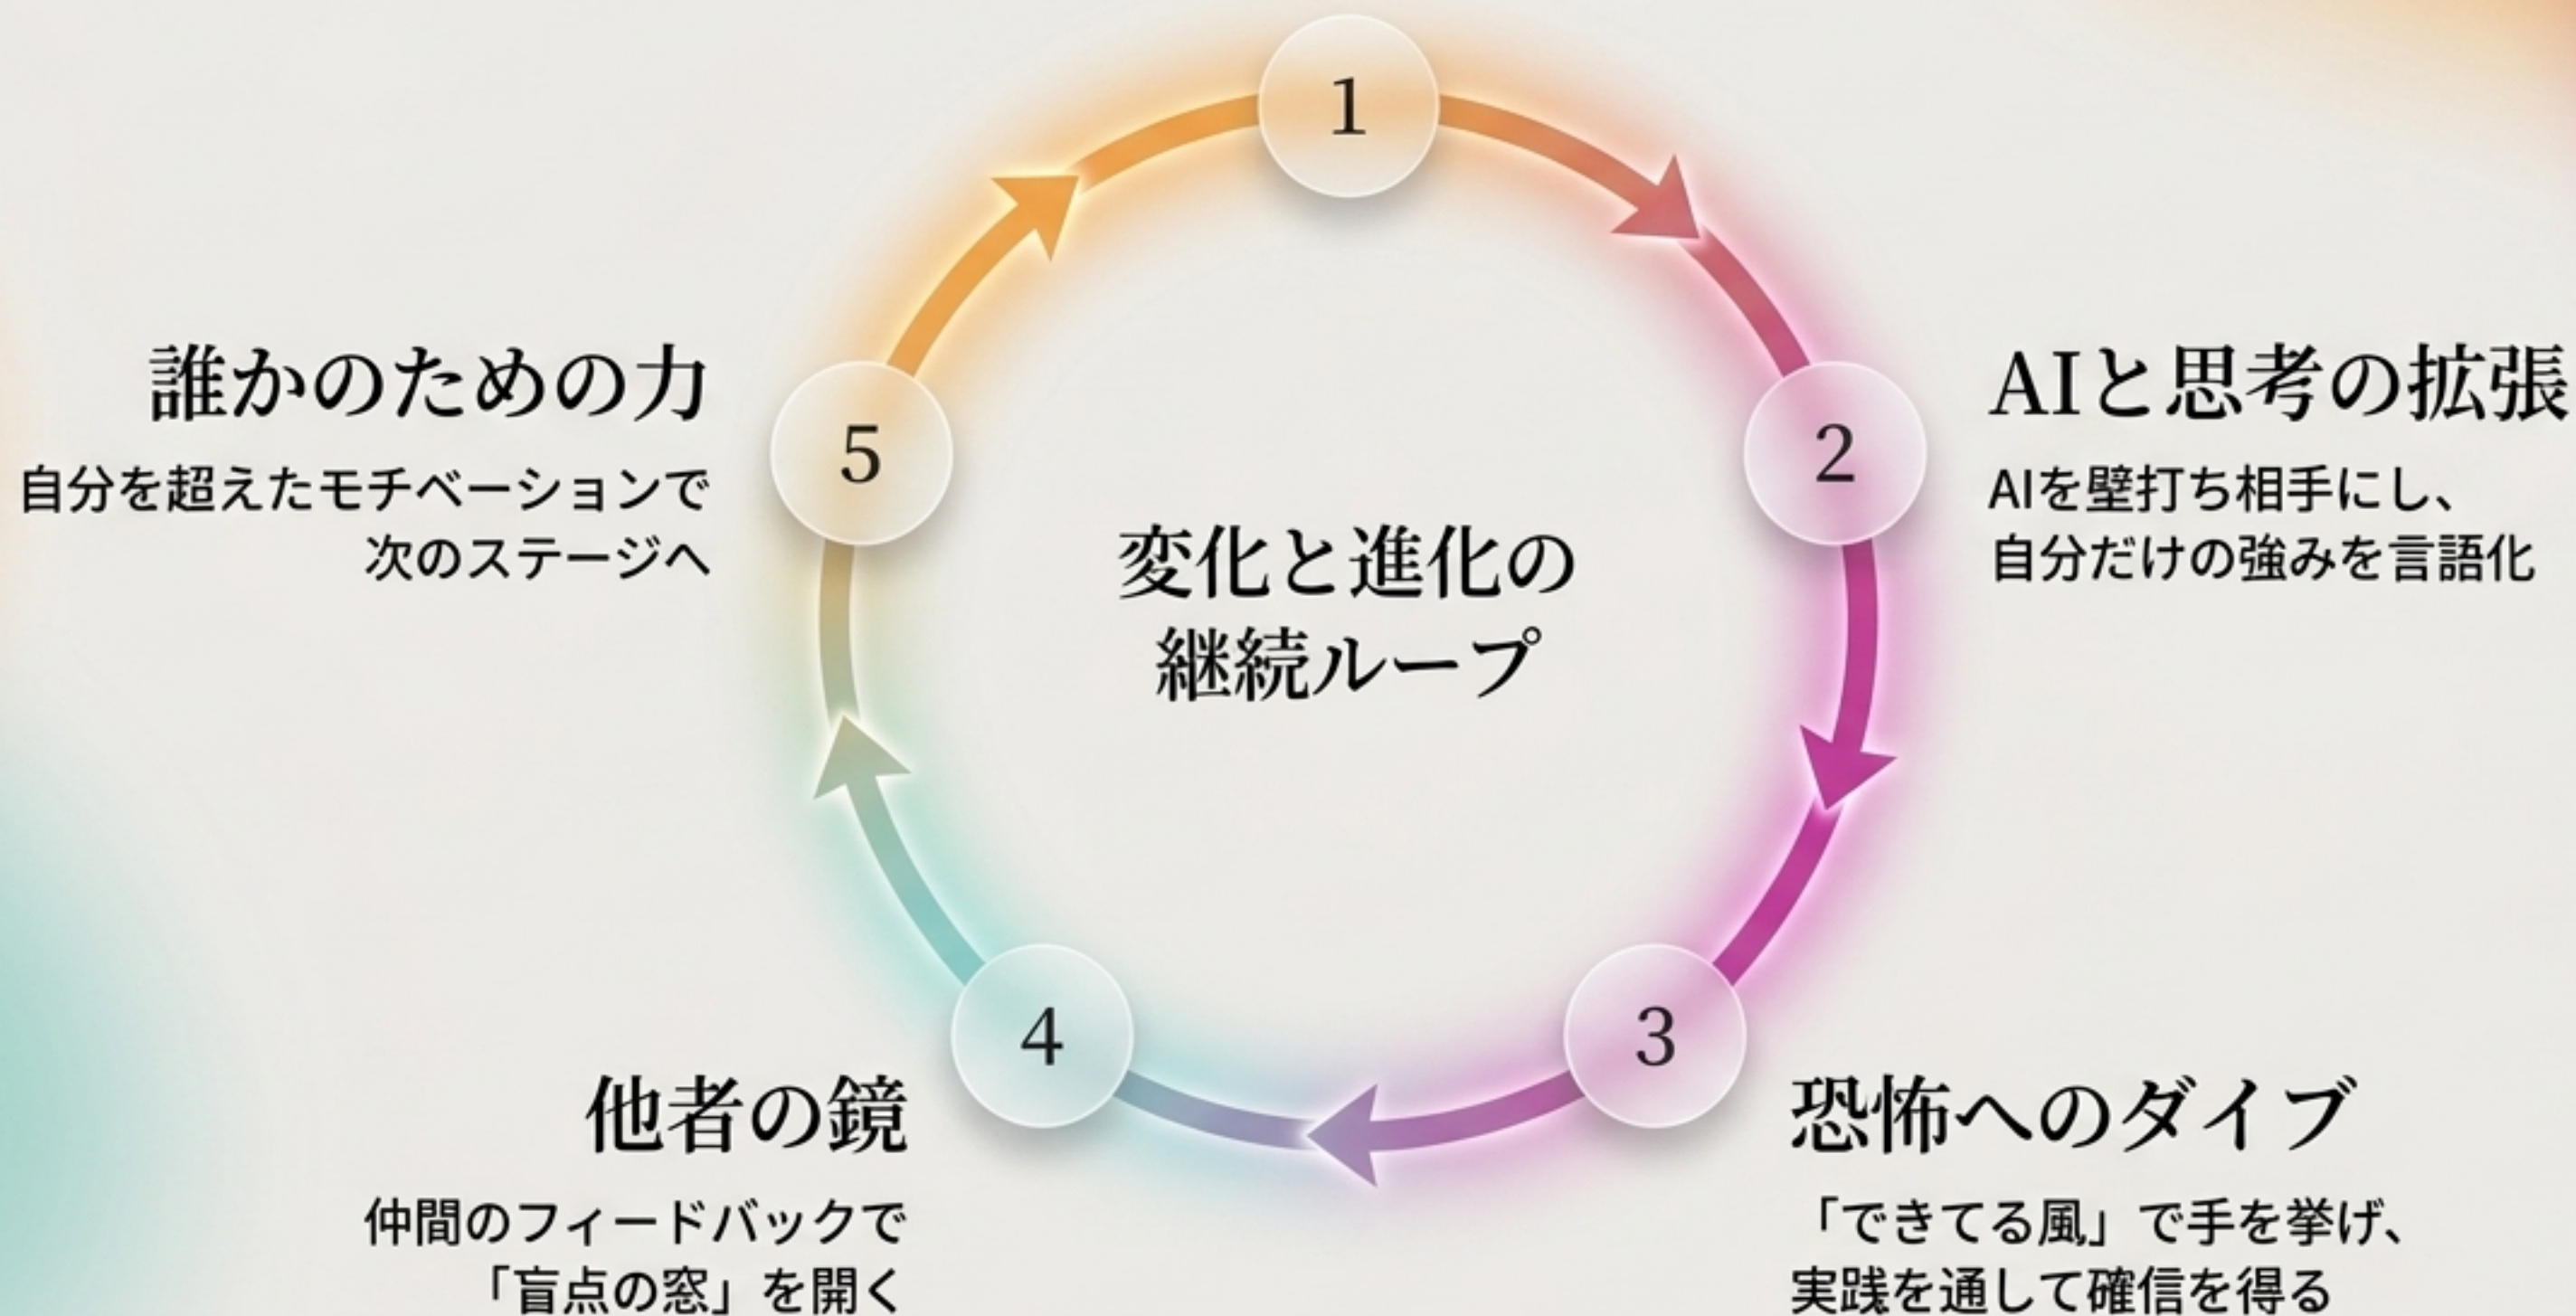 1
2
AIと思考の拡張
AIを壁打ち相手にし、
自分だけの強みを言語化
3
恐怖へのダイブ
「できてる風」で手を挙げ、
実践を通して確信を得る
4
他者の鏡
仲間のフィードバックで
「盲点の窓」を開く
5
誰かのための力
自分を超えたモチベーションで
次のステージへ
変化と進化の
継続ループ